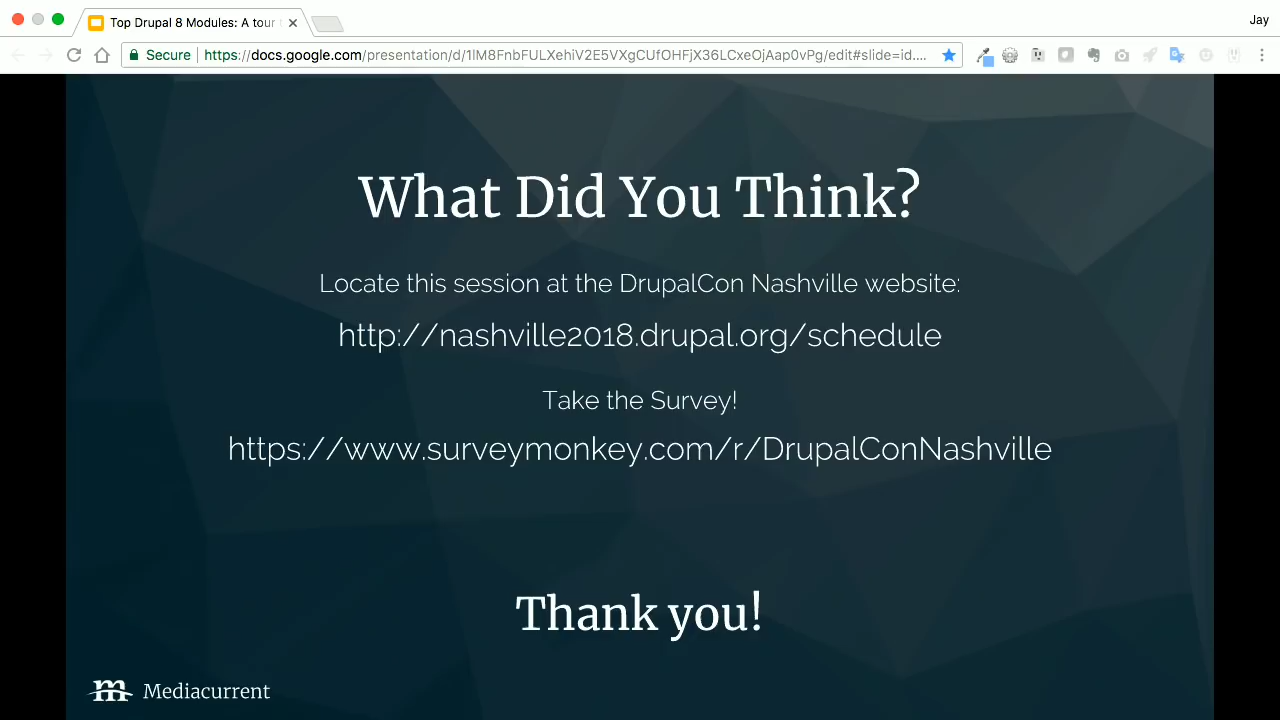 Top Drupal 8 Modules: A tour
Jay
Secure
https://docs.google.com/presentation/d/1lM8FnbFULXehiV2E5VXgCUfOHFjX36LCxeOjAap0vPg/edit#slide=id....
What Did You Think?
Locate this session at the DrupalCon Nashville website:
http://nashville2018.drupal.org/schedule
Take the Survey!
https://www.surveymonkey.com/r/DrupalConNashville
Thank you!
m Mediacurrent